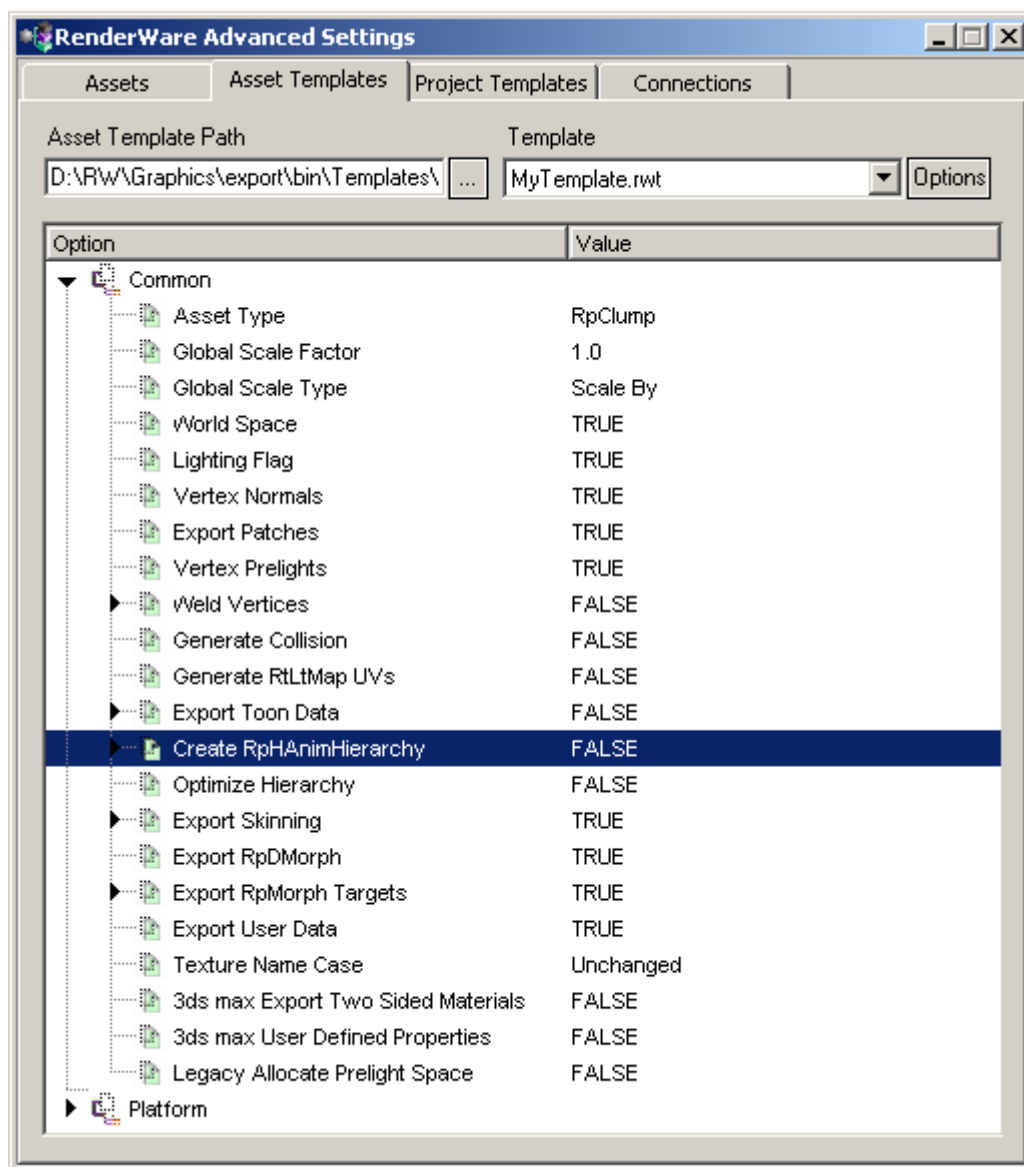 RenderWare Advanced Settings
Assets Asset Templates Project Templates Connections
Asset Template Path Template
D:\RW\Graphics\export\bin\Templates\ ... MyTemplate.rwt Options
Option Value
Common
Asset Type RpClump
Global Scale Factor 1.0
Global Scale Type Scale By
World Space TRUE
Lighting Flag TRUE
Vertex Normals TRUE
Export Patches TRUE
Vertex Prelights TRUE
Weld Vertices FALSE
Generate Collision FALSE
Generate RtLtMap UVs FALSE
Export Toon Data FALSE
Create RpHAnimHierarchy FALSE
Optimize Hierarchy FALSE
Export Skinning TRUE
Export RpDMorph TRUE
Export RpMorph Targets TRUE
Export User Data TRUE
Texture Name Case Unchanged
3ds max Export Two Sided Materials FALSE
3ds max User Defined Properties FALSE
Legacy Allocate Prelight Space FALSE
Platform